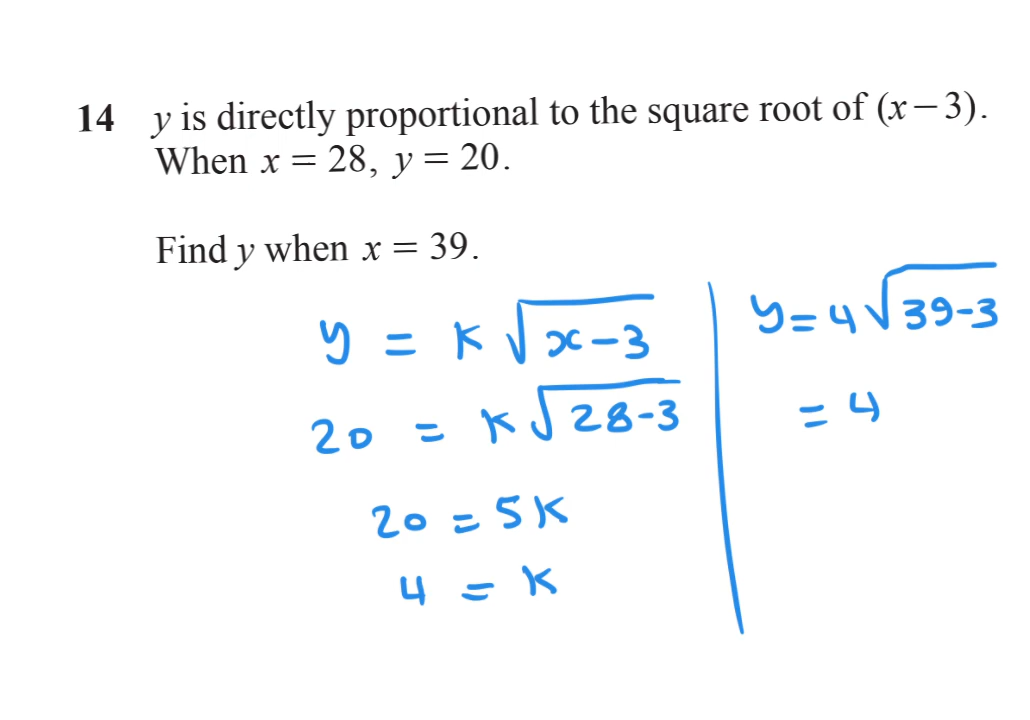 14 y is directly proportional to the square root of (x − 3).
When x = 28, y = 20.
Find y when x = 39.
y = k √(x − 3)
20 = k √(28 − 3)
20 = 5k
4 = k
y = 4 √(39 − 3)
= 4